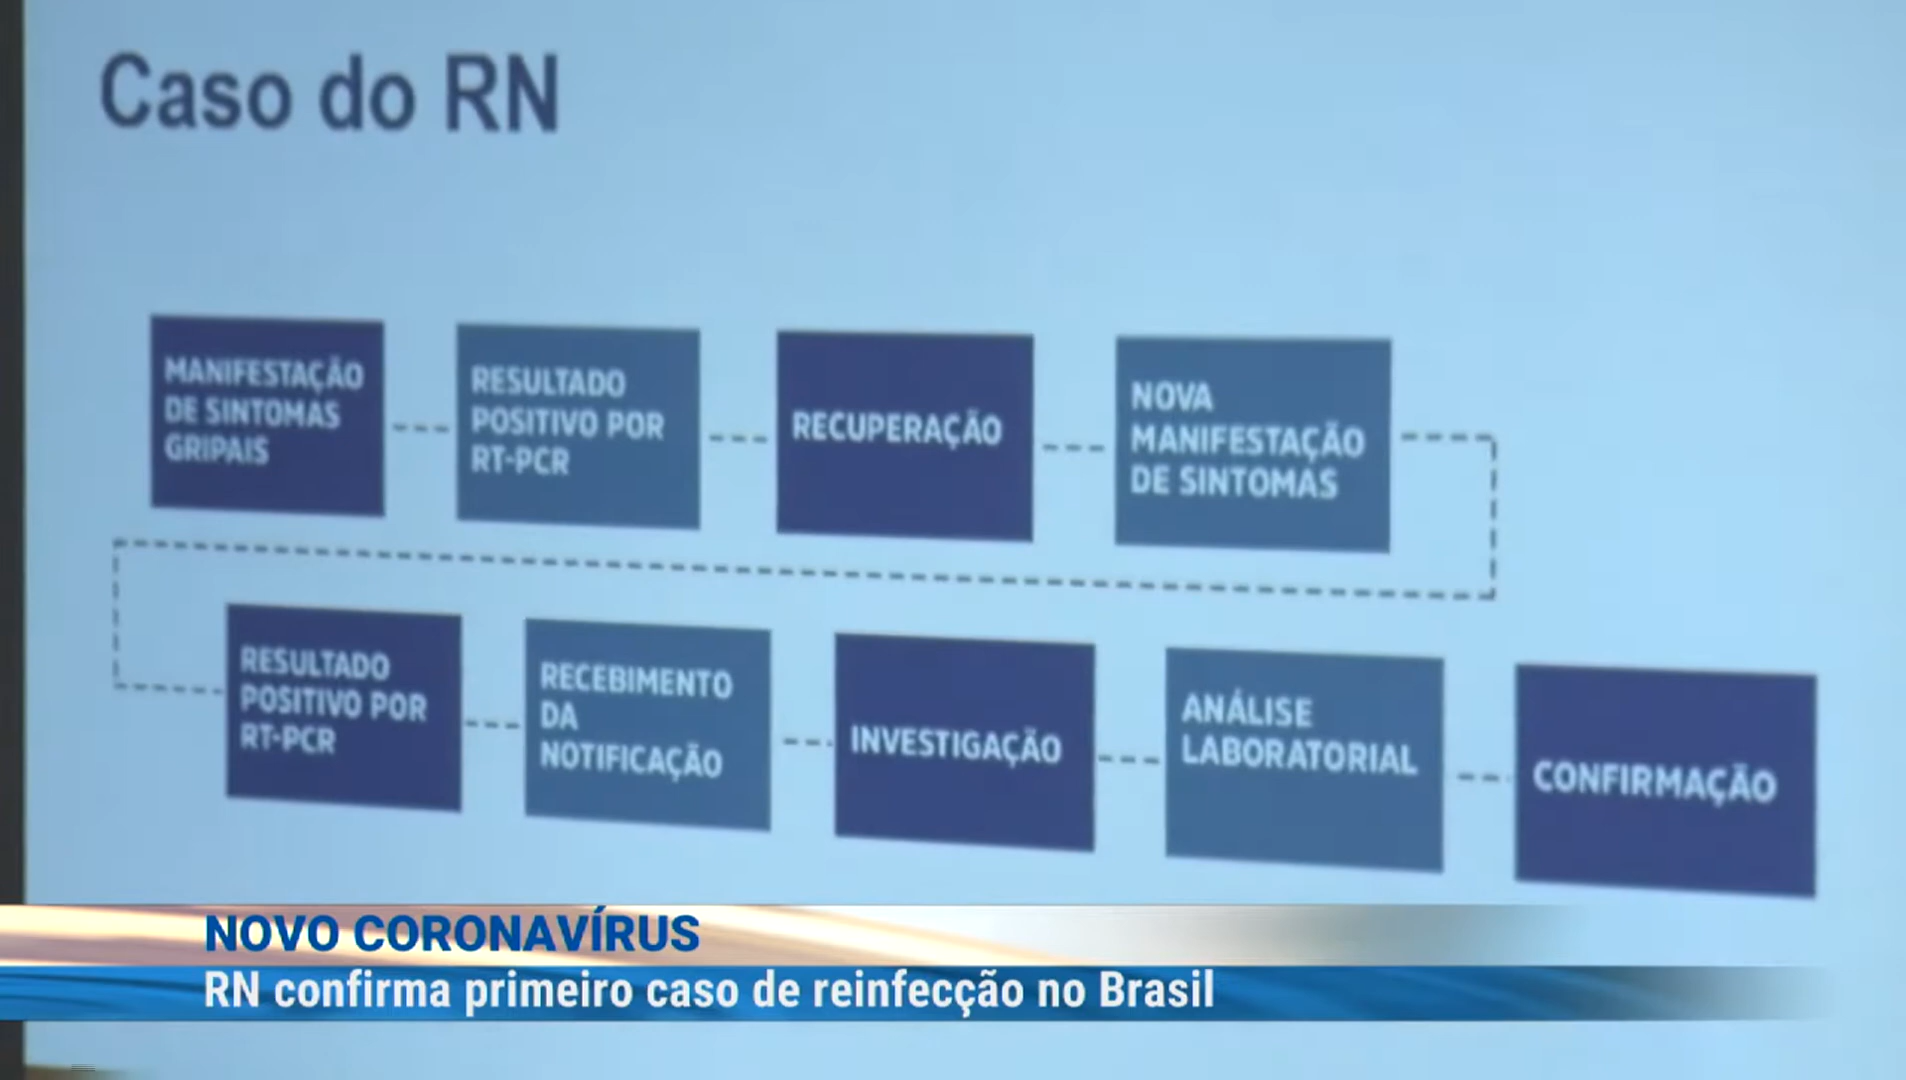 Caso do RN
MANIFESTAÇÃO
DE SINTOMAS
GRIPAIS
RESULTADO
POSITIVO POR
RT-PCR
RECUPERAÇÃO
NOVA
MANIFESTAÇÃO
DE SINTOMAS
RESULTADO
POSITIVO POR
RT-PCR
RECEBIMENTO
DA
NOTIFICAÇÃO
INVESTIGAÇÃO
ANÁLISE
LABORATORIAL
CONFIRMAÇÃO
NOVO CORONAVÍRUS
RN confirma primeiro caso de reinfecção no Brasil